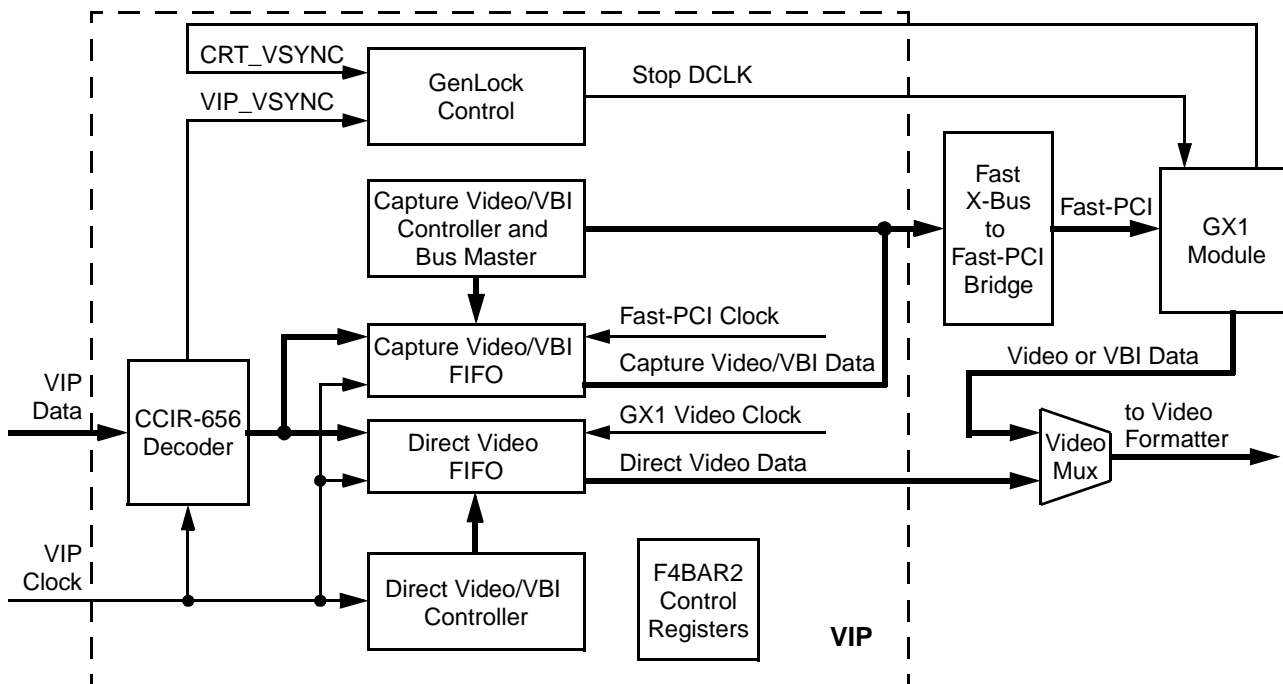 CRT_VSYNC
VIP_VSYNC
GenLock
Control
Stop DCLK
Capture Video/VBI
Controller and
Bus Master
Fast
X-Bus
to
Fast-PCI
Bridge
Fast-PCI
GX1
Module
Fast-PCI Clock
Capture Video/VBI
FIFO
Capture Video/VBI Data
Video or VBI Data
VIP
Data
CCIR-656
Decoder
GX1 Video Clock
Direct Video
FIFO
Direct Video Data
Video
Mux
to Video
Formatter
VIP
Clock
Direct Video/VBI
Controller
F4BAR2
Control
Registers
VIP